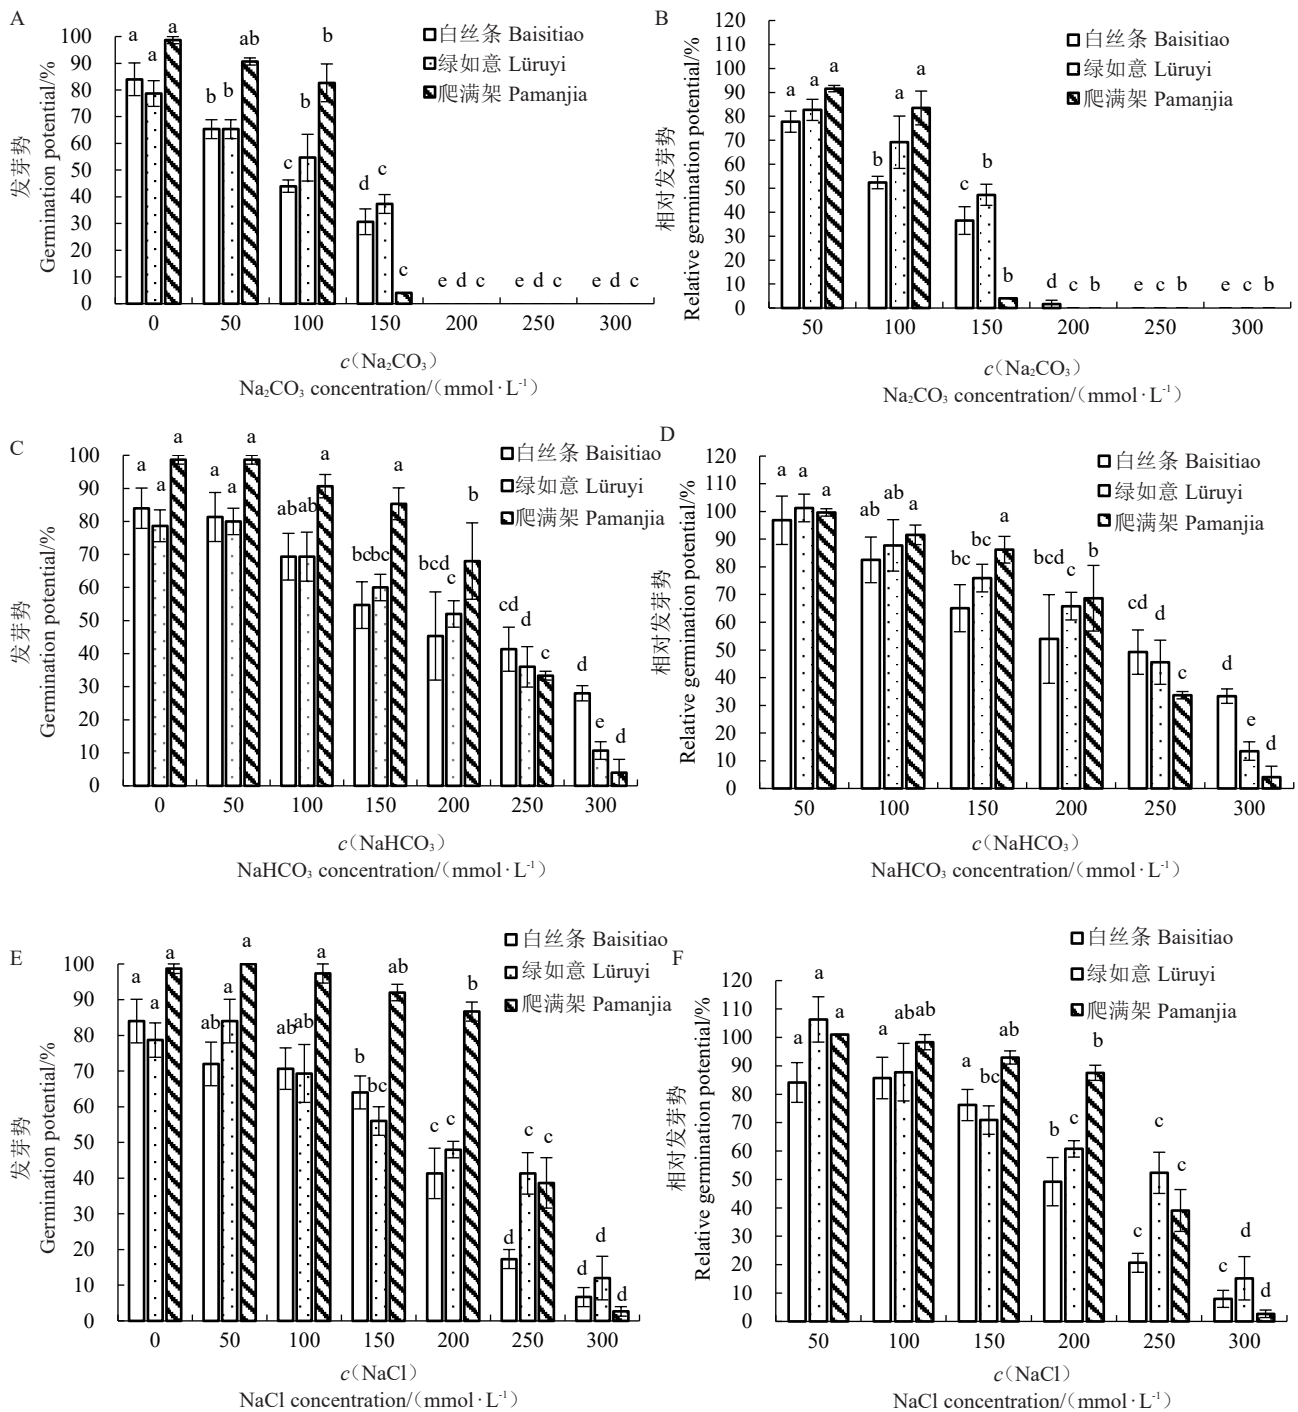 A
发芽势
Germination potential/%
100
90
80
70
60
50
40
30
20
10
0
白丝条 Baisitiao
绿如意 Lüruyi
爬满架 Pamanjia
a a a
b b ab
c b b
d c c
e d c
e d c
e d c
0 50 100 150 200 250 300
c（Na₂CO₃）
Na₂CO₃ concentration/（mmol·L⁻¹）
B
相对发芽势
Relative germination potential/%
120
110
100
90
80
70
60
50
40
30
20
10
0
白丝条 Baisitiao
绿如意 Lüruyi
爬满架 Pamanjia
a a a
b a a
c b b
d c b
e c b
e c b
50 100 150 200 250 300
c（Na₂CO₃）
Na₂CO₃ concentration/（mmol·L⁻¹）
C
发芽势
Germination potential/%
100
90
80
70
60
50
40
30
20
10
0
白丝条 Baisitiao
绿如意 Lüruyi
爬满架 Pamanjia
a a a
a a a
ab ab a
bc bc a
bcd c b
cd d c
d e d
0 50 100 150 200 250 300
c（NaHCO₃）
NaHCO₃ concentration/（mmol·L⁻¹）
D
相对发芽势
Relative germination potential/%
120
110
100
90
80
70
60
50
40
30
20
10
0
白丝条 Baisitiao
绿如意 Lüruyi
爬满架 Pamanjia
a a a
ab ab a
bc bc a
bcd c b
cd d c
d e d
50 100 150 200 250 300
c（NaHCO₃）
NaHCO₃ concentration/（mmol·L⁻¹）
E
发芽势
Germination potential/%
100
90
80
70
60
50
40
30
20
10
0
白丝条 Baisitiao
绿如意 Lüruyi
爬满架 Pamanjia
a a a
ab a a
ab ab a
b bc ab
c c b
d c c
d d d
0 50 100 150 200 250 300
c（NaCl）
NaCl concentration/（mmol·L⁻¹）
F
相对发芽势
Relative germination potential/%
120
110
100
90
80
70
60
50
40
30
20
10
0
白丝条 Baisitiao
绿如意 Lüruyi
爬满架 Pamanjia
a a a
a ab ab
a bc ab
b c b
c c c
c d d
50 100 150 200 250 300
c（NaCl）
NaCl concentration/（mmol·L⁻¹）